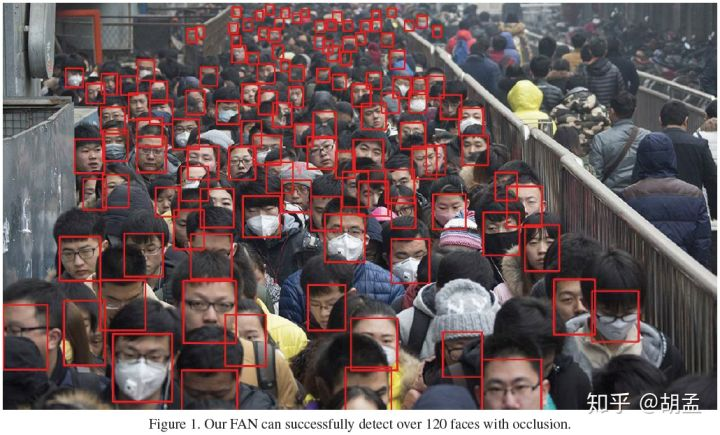 知乎 @胡孟
Figure 1. Our FAN can successfully detect over 120 faces with occlusion.